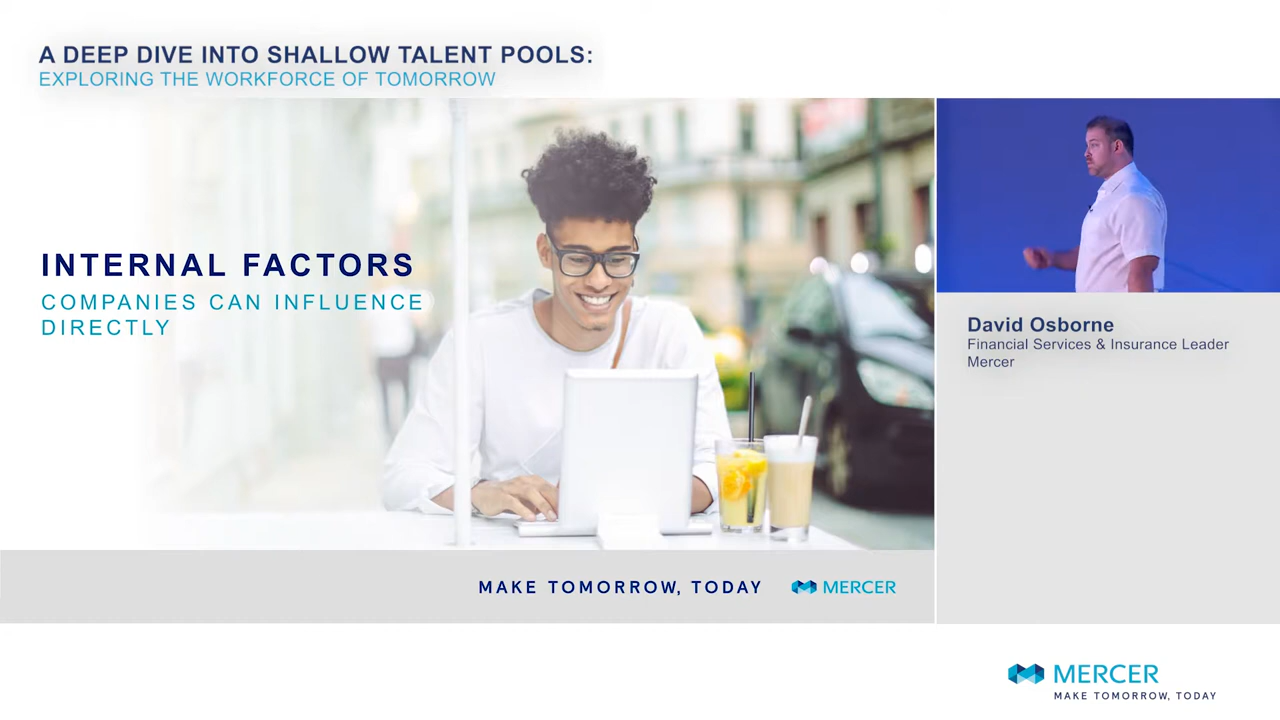 A DEEP DIVE INTO SHALLOW TALENT POOLS:
EXPLORING THE WORKFORCE OF TOMORROW
INTERNAL FACTORS
COMPANIES CAN INFLUENCE
DIRECTLY
David Osborne
Financial Services & Insurance Leader
Mercer
MAKE TOMORROW, TODAY MERCER
MERCER
MAKE TOMORROW, TODAY